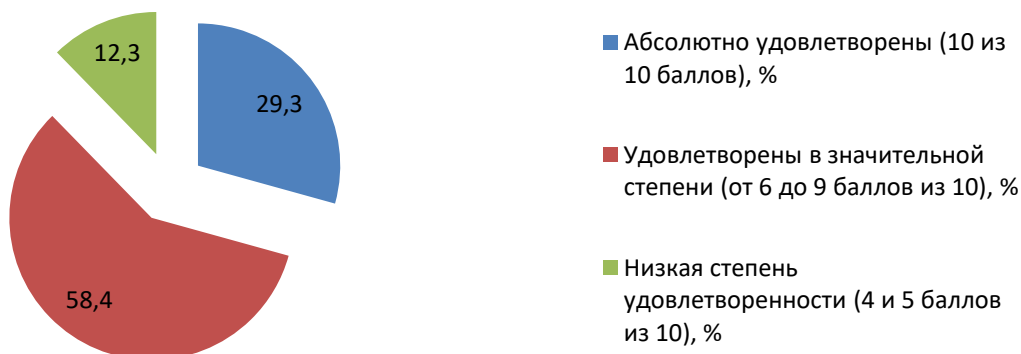 12,3
29,3
58,4
Абсолютно удовлетворены (10 из
10 баллов), %
Удовлетворены в значительной
степени (от 6 до 9 баллов из 10), %
Низкая степень
удовлетворенности (4 и 5 баллов
из 10), %